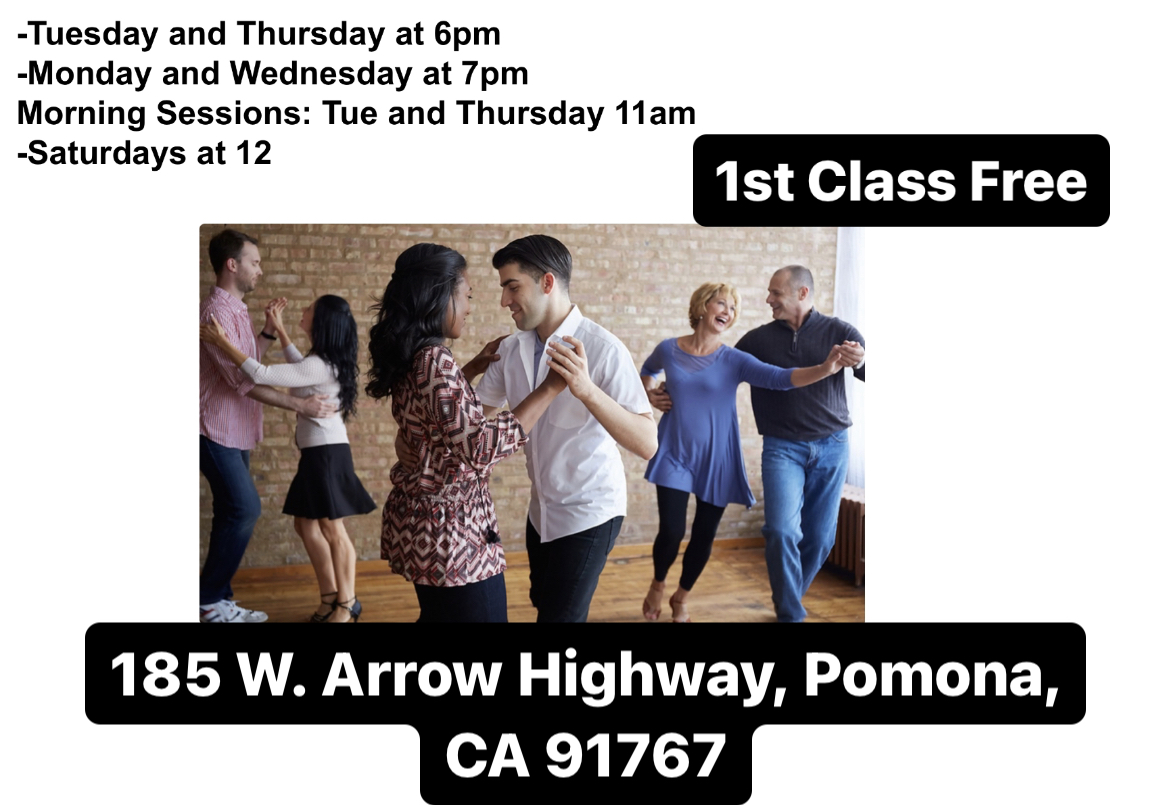 -Tuesday and Thursday at 6pm
-Monday and Wednesday at 7pm
Morning Sessions: Tue and Thursday 11am
-Saturdays at 12
1st Class Free
185 W. Arrow Highway, Pomona,
CA 91767